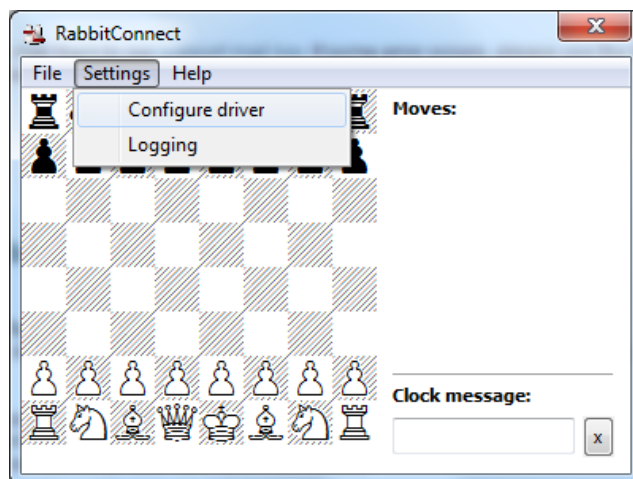 RabbitConnect
File Settings Help
Configure driver
Logging
Moves:
Clock message:
x